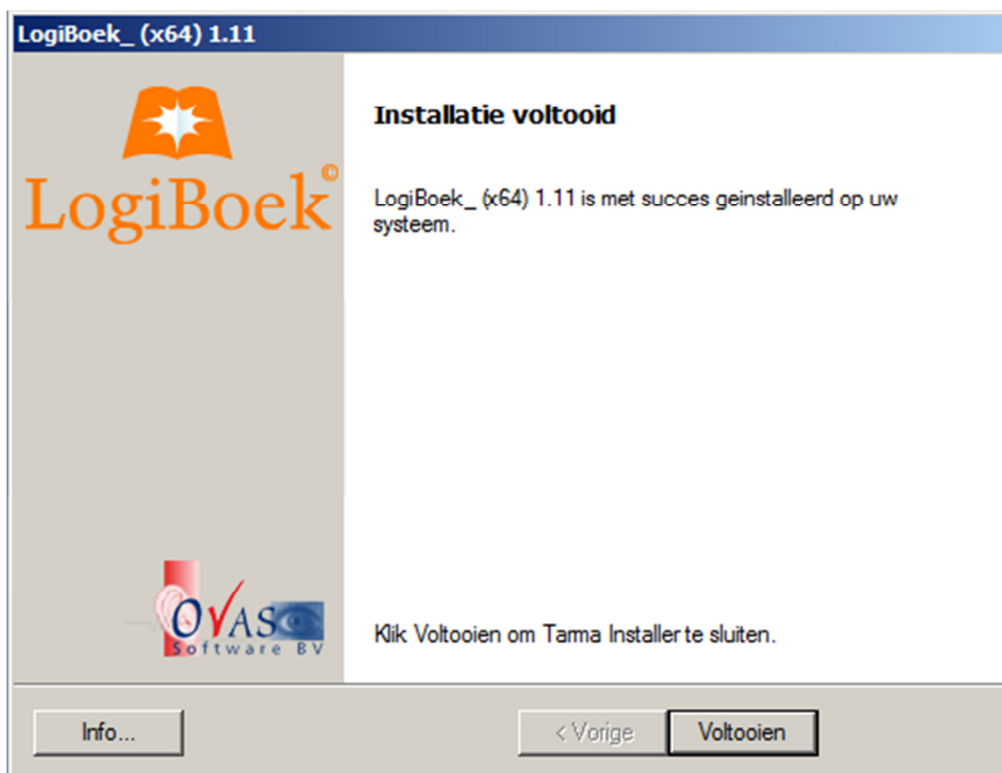 LogiBoek_ (x64) 1.11
LogiBoek©
Installatie voltooid
LogiBoek_ (x64) 1.11 is met succes geinstalleerd op uw
systeem.
OVAS
Software BV
Klik Voltooien om Tarma Installer te sluiten.
Info...
< Vorige
Voltooien